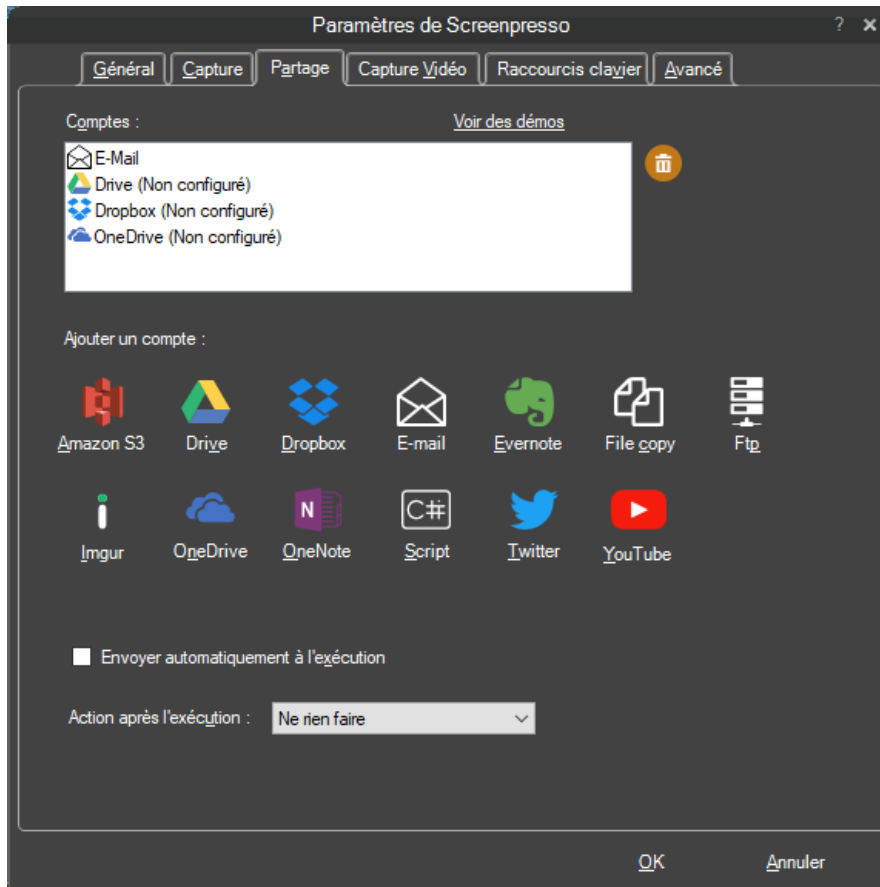 Paramètres de Screenpresso ? ×
Général Capture Partage Capture Vidéo Raccourcis clavier Avancé
Comptes : Voir des démos
E-Mail
Drive (Non configuré)
Dropbox (Non configuré)
OneDrive (Non configuré)
Ajouter un compte :
Amazon S3 Drive Dropbox E-mail Evernote File copy Ftp
N C#
Imgur OneDrive OneNote Script Twitter YouTube
Envoyer automatiquement à l'exécution
Action après l'exécution : Ne rien faire
OK Annuler